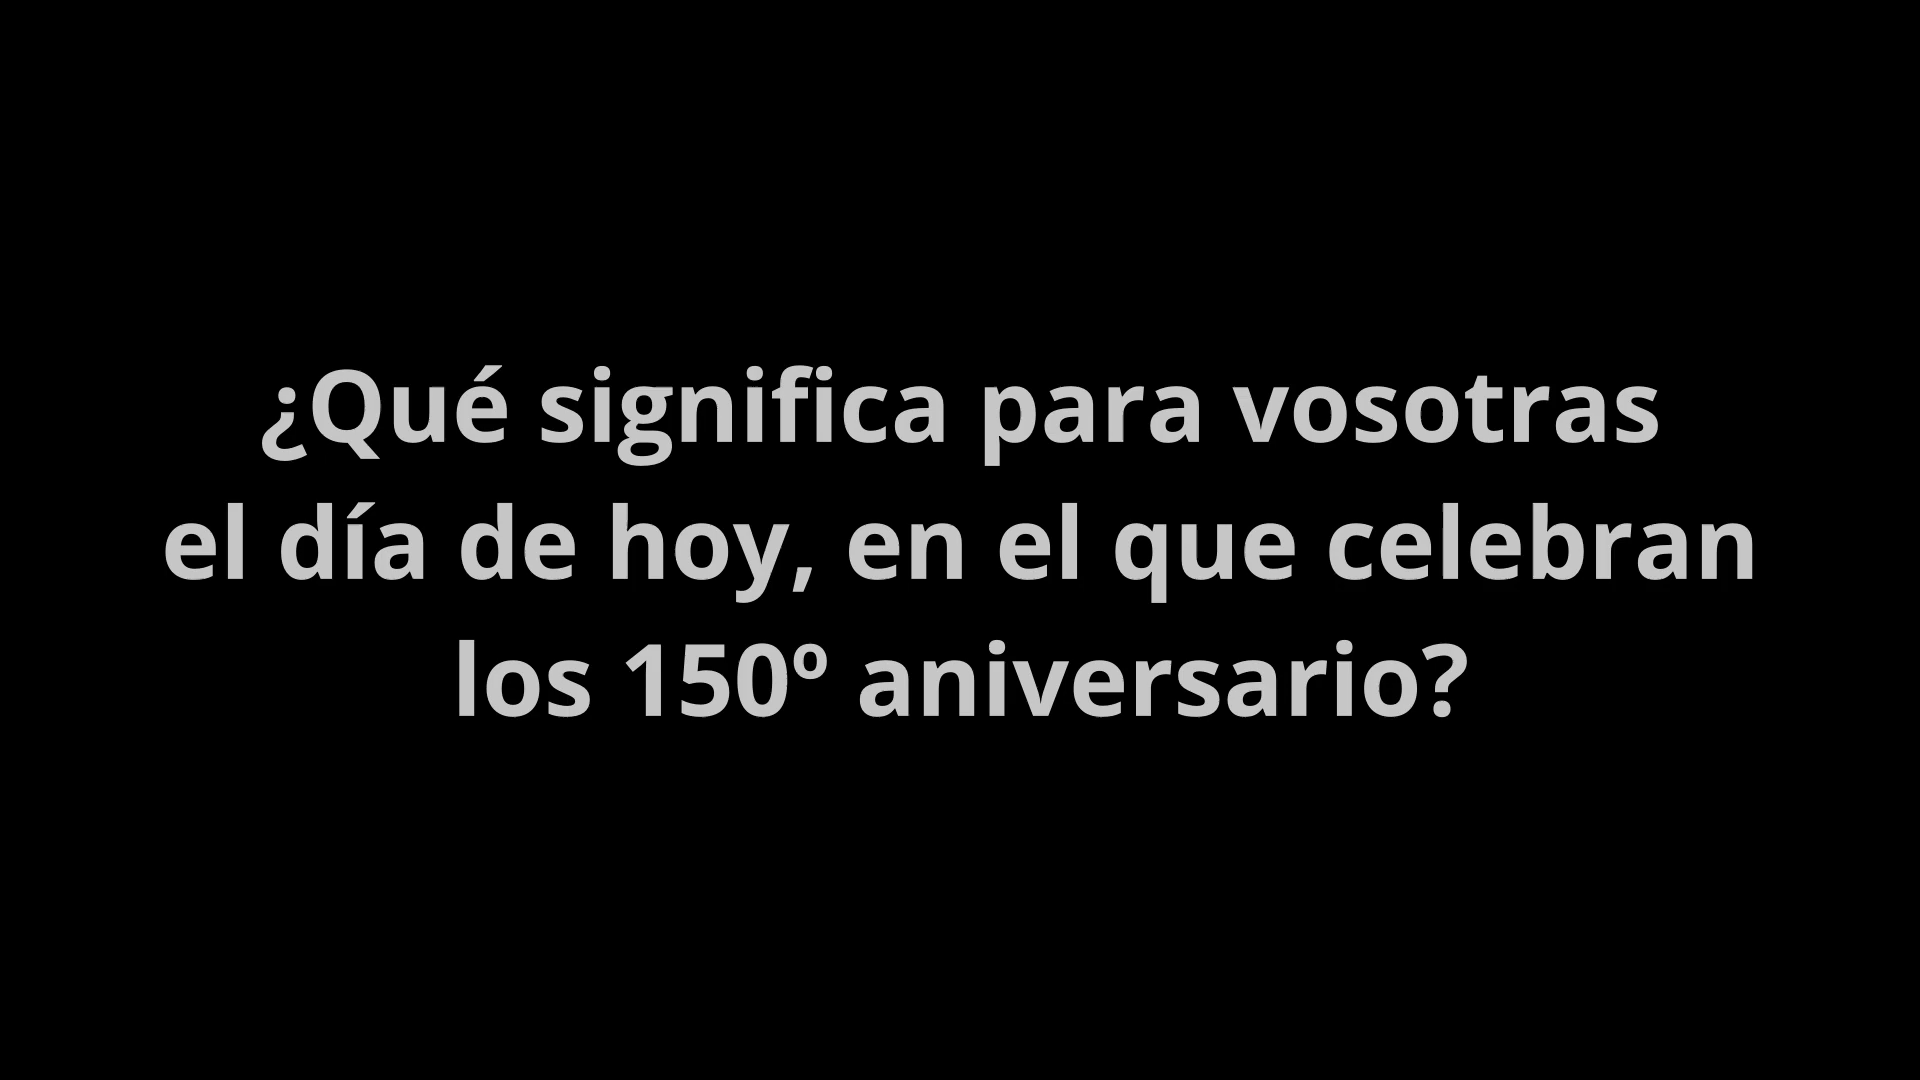 ¿Qué significa para vosotras
el día de hoy, en el que celebran
los 150º aniversario?